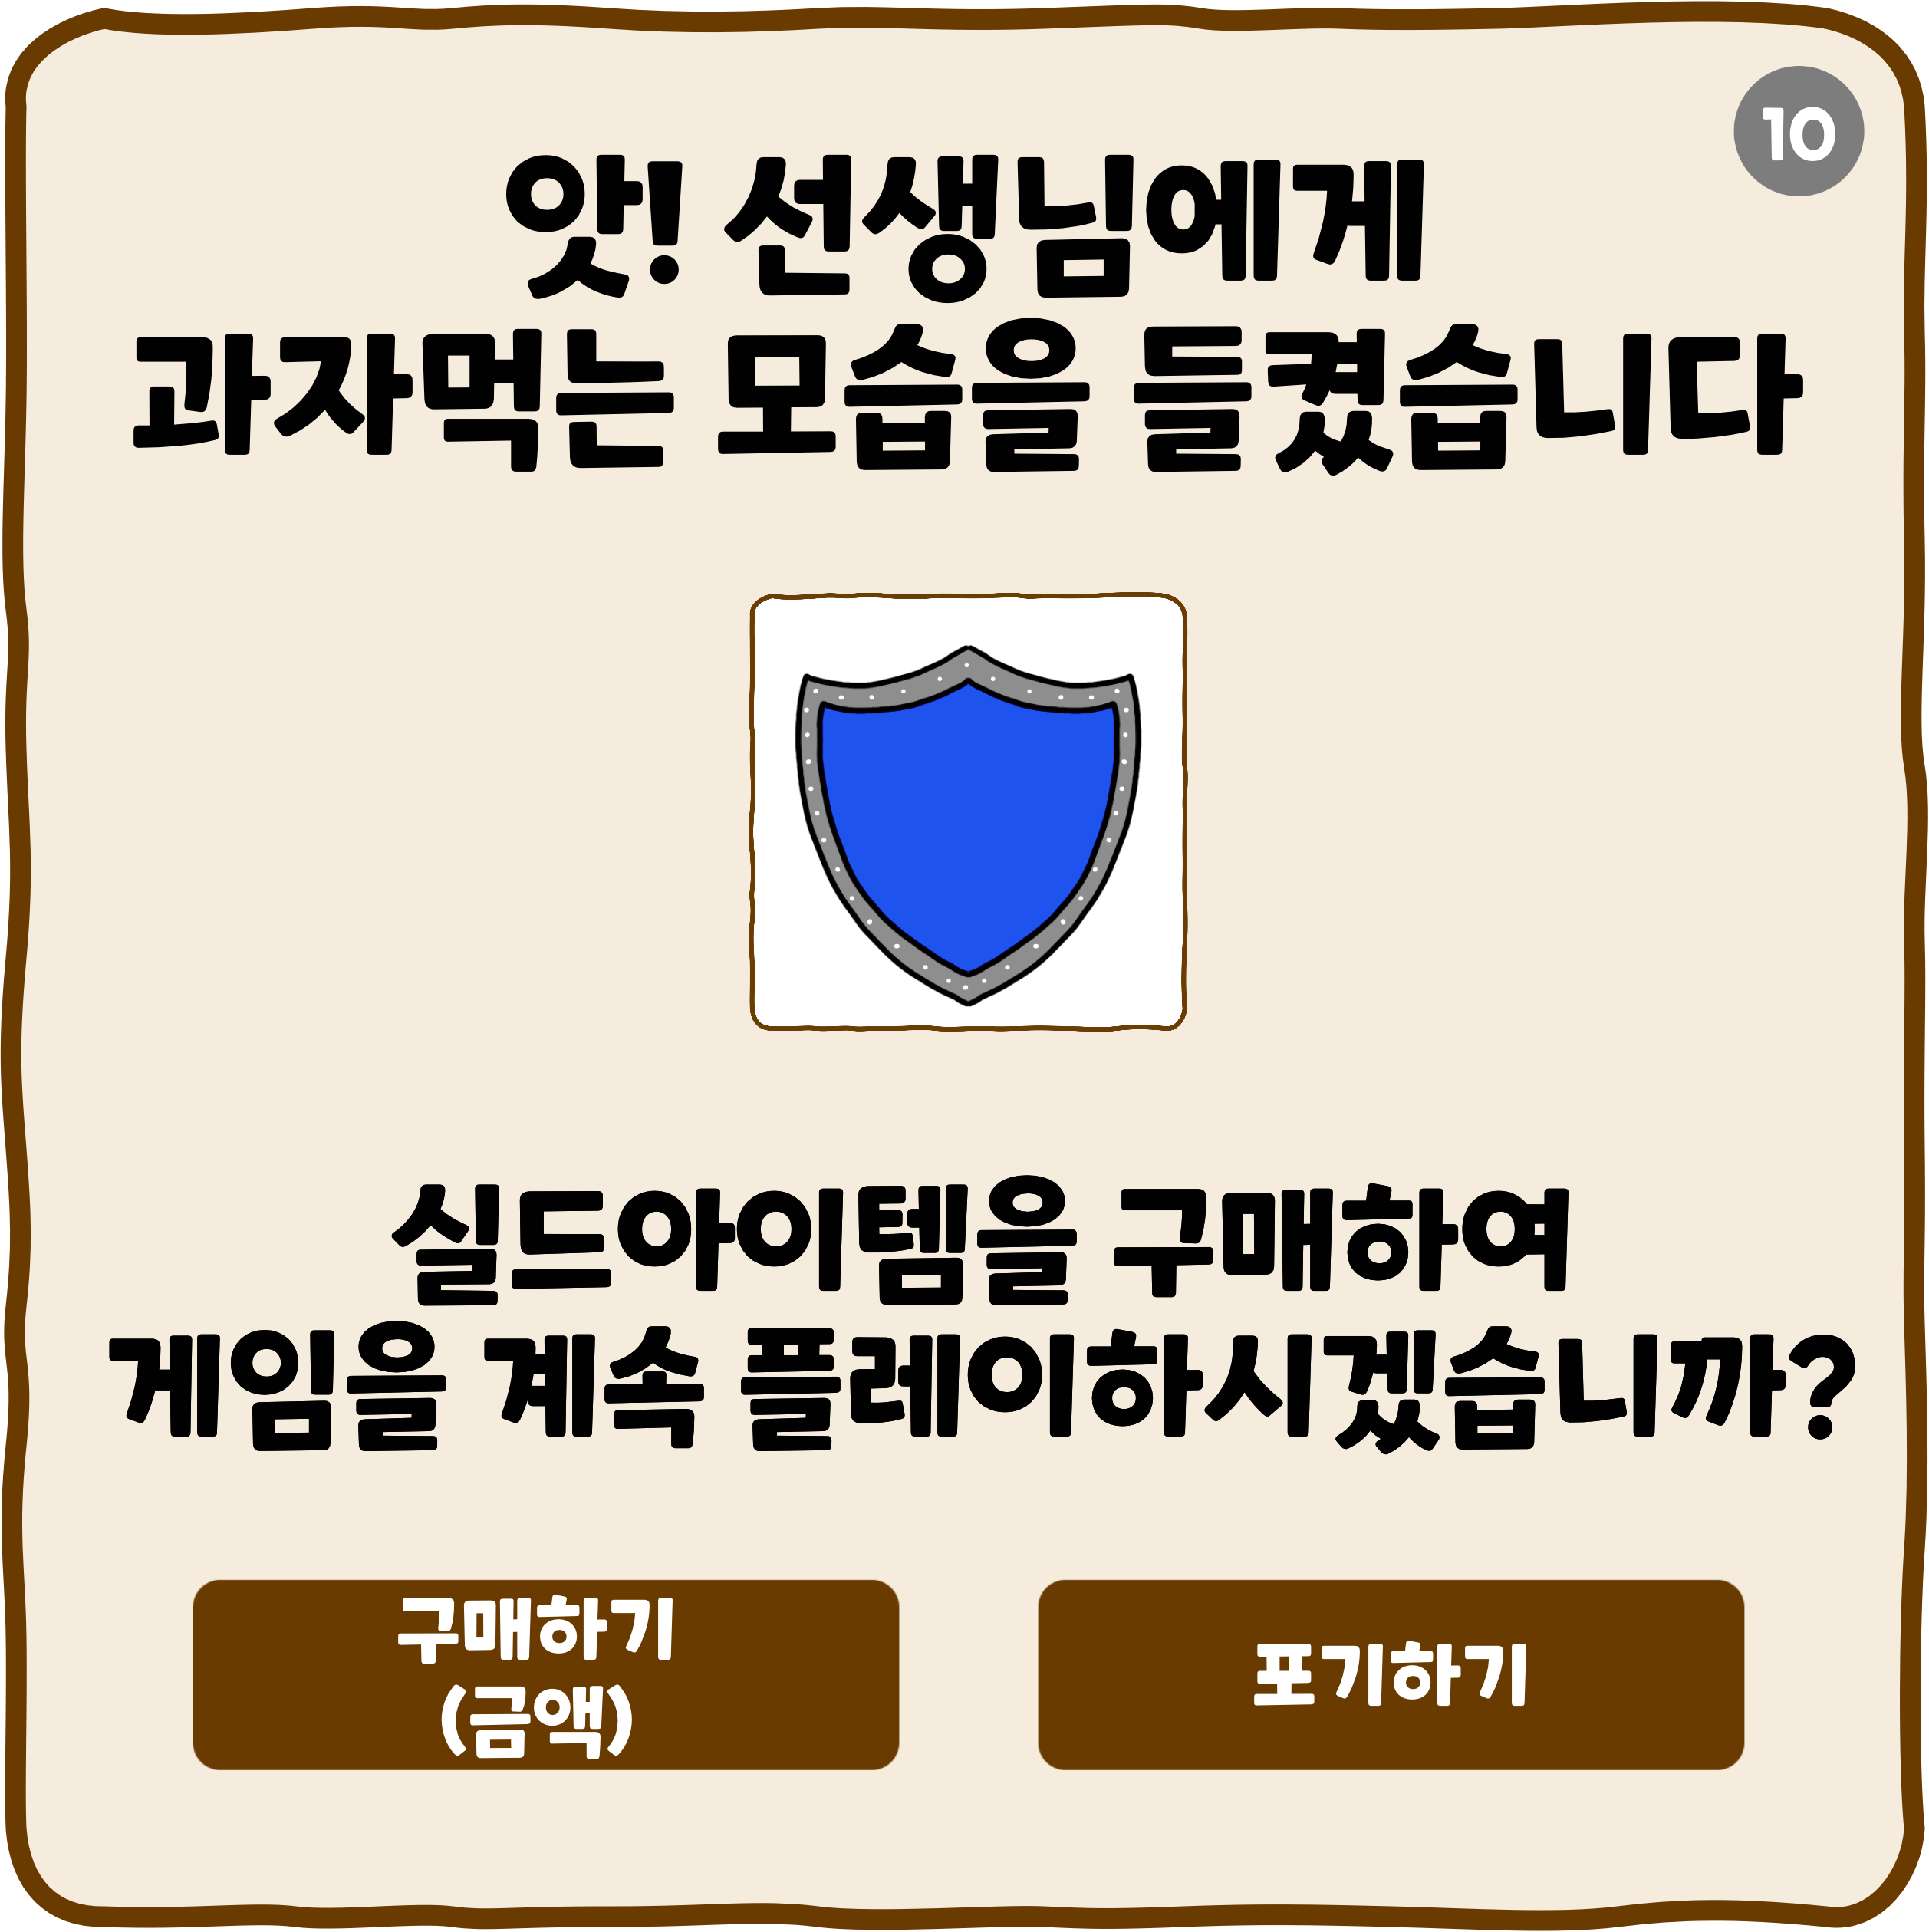 10
앗! 선생님에게
과자먹는 모습을 들켰습니다
실드아이템을 구매하여
게임을 계속 플레이하시겠습니까?
구매하기
(금액)
포기하기